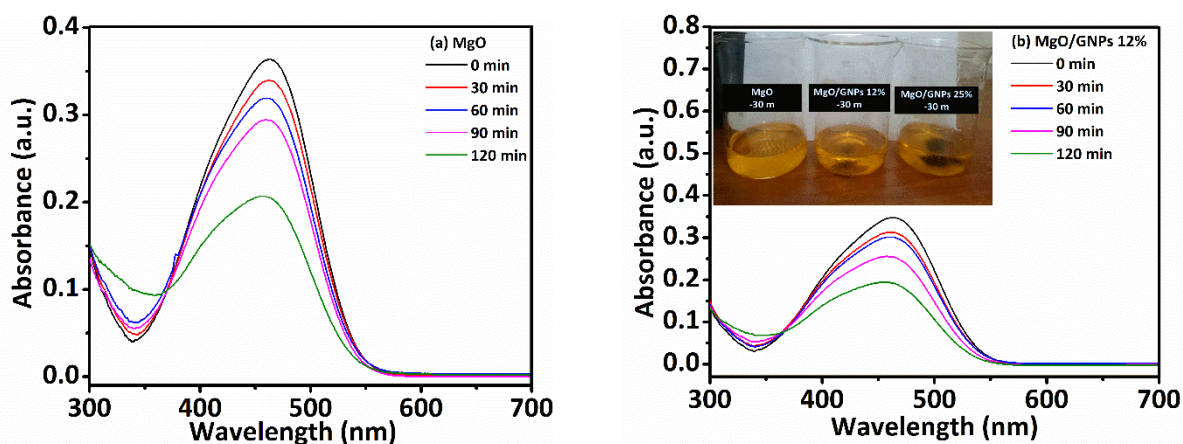 (a) MgO
0 min
30 min
60 min
90 min
120 min
0.4
0.3
0.2
0.1
0.0
Absorbance (a.u.)
300
400
500
600
700
Wavelength (nm)
(b) MgO/GNPs 12%
0 min
30 min
60 min
90 min
120 min
MgO
-30 m
MgO/GNPs 12%
-30 m
MgO/GNPs 25%
-30 m
0.8
0.7
0.6
0.5
0.4
0.3
0.2
0.1
0.0
Absorbance (a.u.)
300
400
500
600
700
Wavelength (nm)